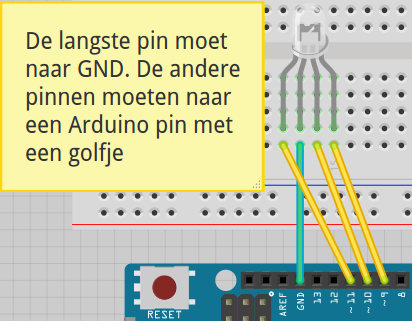 De langste pin moet
naar GND. De andere
pinnen moeten naar
een Arduino pin met
een golfje
RESET
AREF
GND
13
12
~11
~10
~9
8